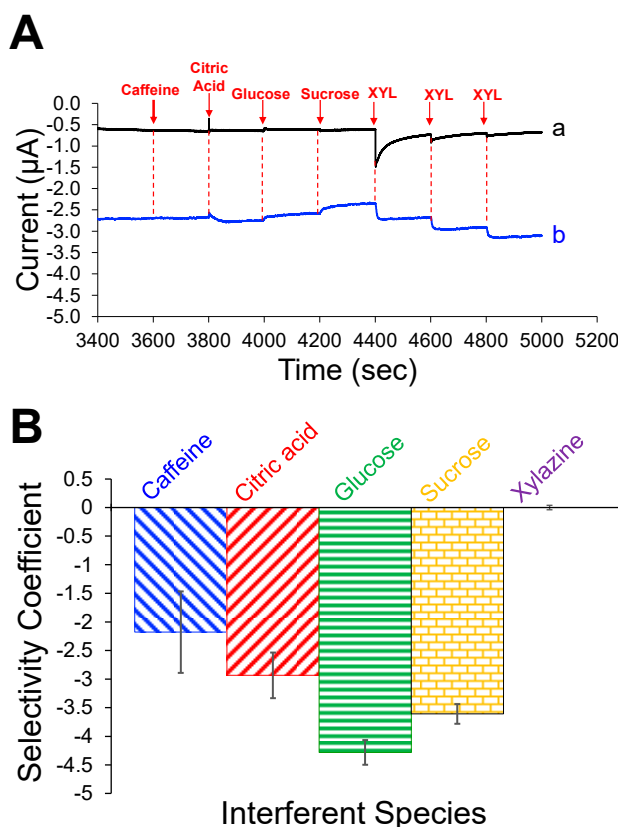 A
Caffeine
Citric
Acid
Glucose
Sucrose
XYL
XYL
XYL
0.0
-0.5
-1.0
-1.5
-2.0
-2.5
-3.0
-3.5
-4.0
-4.5
-5.0
Current (µA)
a
b
3400 3600 3800 4000 4200 4400 4600 4800 5000 5200
Time (sec)
B
Caffeine
Citric acid
Glucose
Sucrose
Xylazine
0.5
0
-0.5
-1
-1.5
-2
-2.5
-3
-3.5
-4
-4.5
-5
Selectivity Coefficient
Interferent Species